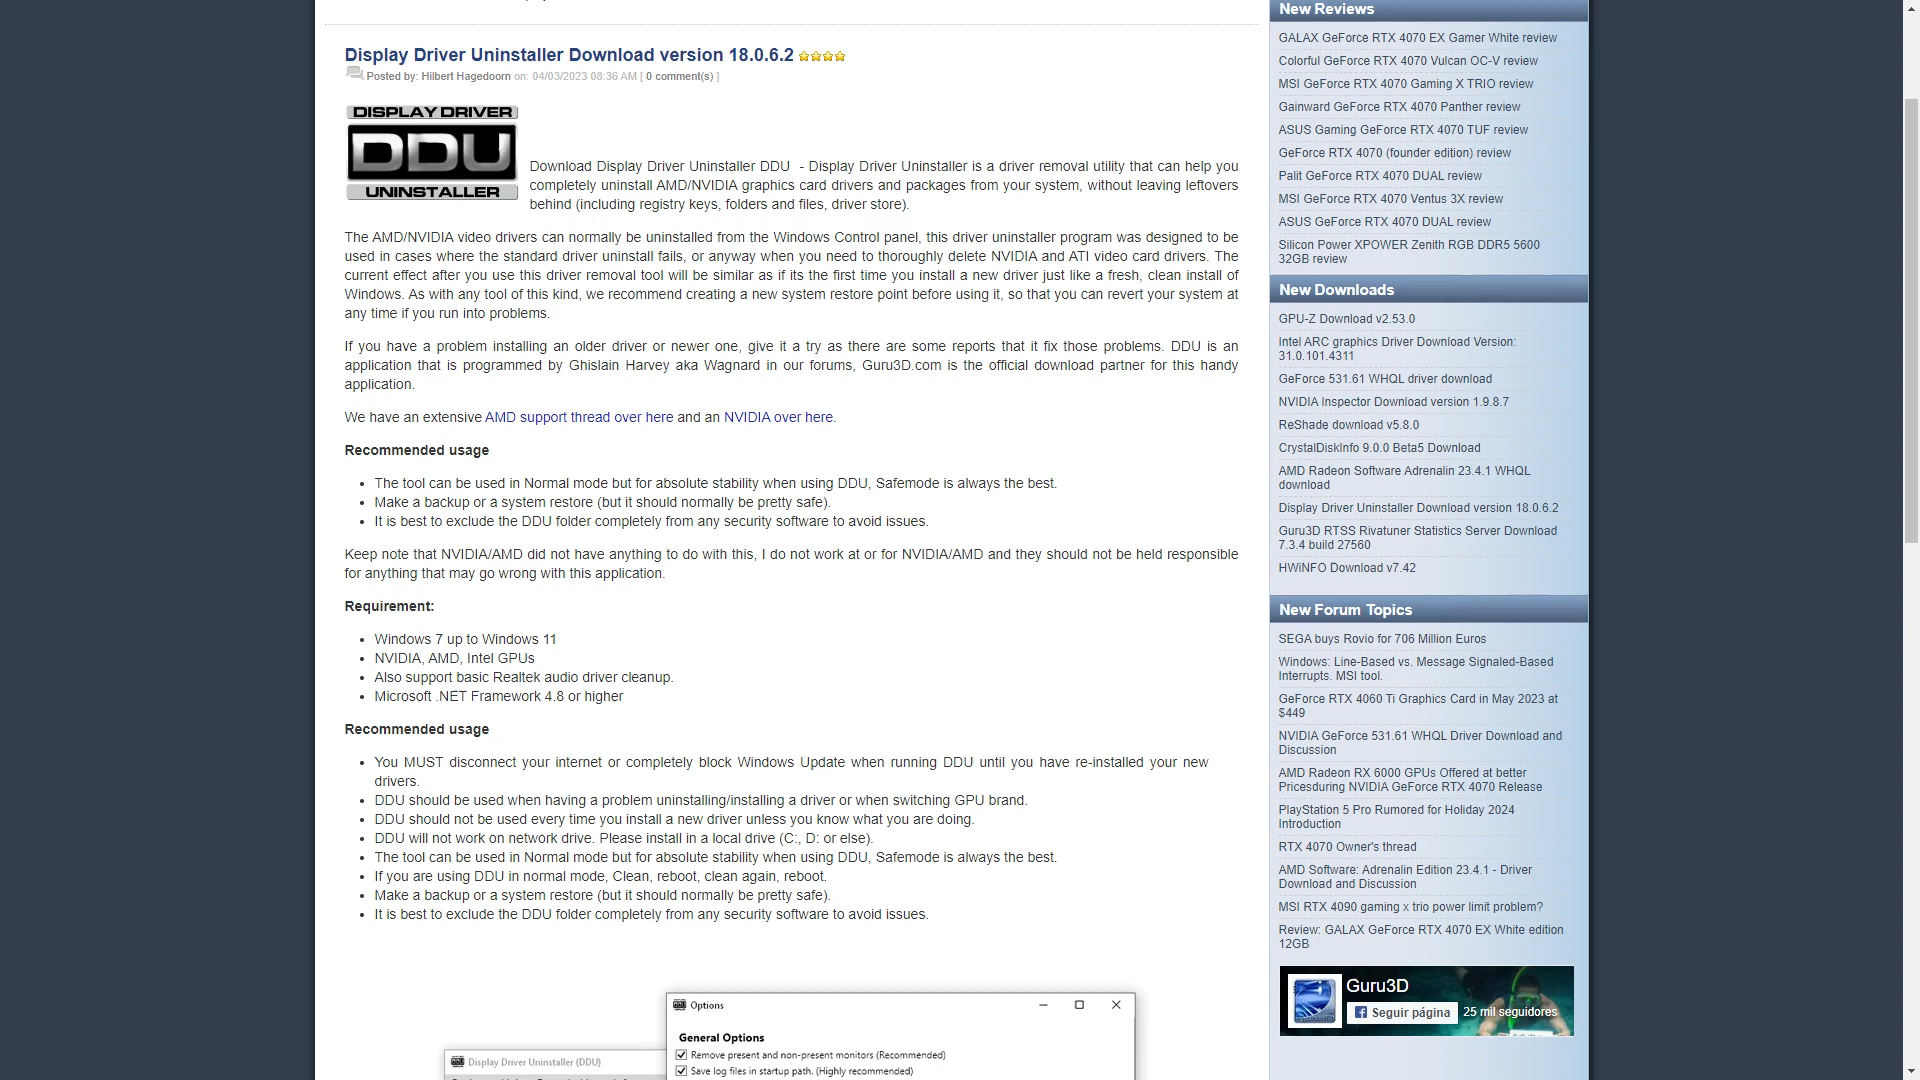 Display Driver Uninstaller Download version 18.0.6.2
Posted by: Hilbert Hagedoorn on: 04/03/2023 08:36 AM [ 0 comment(s) ]
DISPLAY DRIVER
DDU
UNINSTALLER
Download Display Driver Uninstaller DDU - Display Driver Uninstaller is a driver removal utility that can help you
completely uninstall AMD/NVIDIA graphics card drivers and packages from your system, without leaving leftovers
behind (including registry keys, folders and files, driver store).
The AMD/NVIDIA video drivers can normally be uninstalled from the Windows Control panel, this driver uninstaller program was designed to be
used in cases where the standard driver uninstall fails, or anyway when you need to thoroughly delete NVIDIA and ATI video card drivers. The
current effect after you use this driver removal tool will be similar as if its the first time you install a new driver just like a fresh, clean install of
Windows. As with any tool of this kind, we recommend creating a new system restore point before using it, so that you can revert your system at
any time if you run into problems.
If you have a problem installing an older driver or newer one, give it a try as there are some reports that it fix those problems. DDU is an
application that is programmed by Ghislain Harvey aka Wagnard in our forums, Guru3D.com is the official download partner for this handy
application.
We have an extensive AMD support thread over here and an NVIDIA over here.
Recommended usage
• The tool can be used in Normal mode but for absolute stability when using DDU, Safemode is always the best.
• Make a backup or a system restore (but it should normally be pretty safe).
• It is best to exclude the DDU folder completely from any security software to avoid issues.
Keep note that NVIDIA/AMD did not have anything to do with this, I do not work at or for NVIDIA/AMD and they should not be held responsible
for anything that may go wrong with this application.
Requirement:
• Windows 7 up to Windows 11
• NVIDIA, AMD, Intel GPUs
• Also support basic Realtek audio driver cleanup.
• Microsoft .NET Framework 4.8 or higher
Recommended usage
• You MUST disconnect your internet or completely block Windows Update when running DDU until you have re-installed your new
drivers.
• DDU should be used when having a problem uninstalling/installing a driver or when switching GPU brand.
• DDU should not be used every time you install a new driver unless you know what you are doing.
• DDU will not work on network drive. Please install in a local drive (C:, D: or else).
• The tool can be used in Normal mode but for absolute stability when using DDU, Safemode is always the best.
• If you are using DDU in normal mode, Clean, reboot, clean again, reboot.
• Make a backup or a system restore (but it should normally be pretty safe).
• It is best to exclude the DDU folder completely from any security software to avoid issues.
Display Driver Uninstaller (DDU)
Options
General Options
Remove present and non-present monitors (Recommended)
Save log files in startup path. (Highly recommended)
New Reviews
GALAX GeForce RTX 4070 EX Gamer White review
Colorful GeForce RTX 4070 Vulcan OC-V review
MSI GeForce RTX 4070 Gaming X TRIO review
Gainward GeForce RTX 4070 Panther review
ASUS Gaming GeForce RTX 4070 TUF review
GeForce RTX 4070 (founder edition) review
Palit GeForce RTX 4070 DUAL review
MSI GeForce RTX 4070 Ventus 3X review
ASUS GeForce RTX 4070 DUAL review
Silicon Power XPOWER Zenith RGB DDR5 5600
32GB review
New Downloads
GPU-Z Download v2.53.0
Intel ARC graphics Driver Download Version:
31.0.101.4311
GeForce 531.61 WHQL driver download
NVIDIA Inspector Download version 1.9.8.7
ReShade download v5.8.0
CrystalDiskInfo 9.0.0 Beta5 Download
AMD Radeon Software Adrenalin 23.4.1 WHQL
download
Display Driver Uninstaller Download version 18.0.6.2
Guru3D RTSS Rivatuner Statistics Server Download
7.3.4 build 27560
HWiNFO Download v7.42
New Forum Topics
SEGA buys Rovio for 706 Million Euros
Windows: Line-Based vs. Message Signaled-Based
Interrupts. MSI tool.
GeForce RTX 4060 Ti Graphics Card in May 2023 at
$449
NVIDIA GeForce 531.61 WHQL Driver Download and
Discussion
AMD Radeon RX 6000 GPUs Offered at better
Pricesduring NVIDIA GeForce RTX 4070 Release
PlayStation 5 Pro Rumored for Holiday 2024
Introduction
RTX 4070 Owner's thread
AMD Software: Adrenalin Edition 23.4.1 - Driver
Download and Discussion
MSI RTX 4090 gaming x trio power limit problem?
Review: GALAX GeForce RTX 4070 EX White edition
12GB
Guru3D
Seguir página
25 mil seguidores